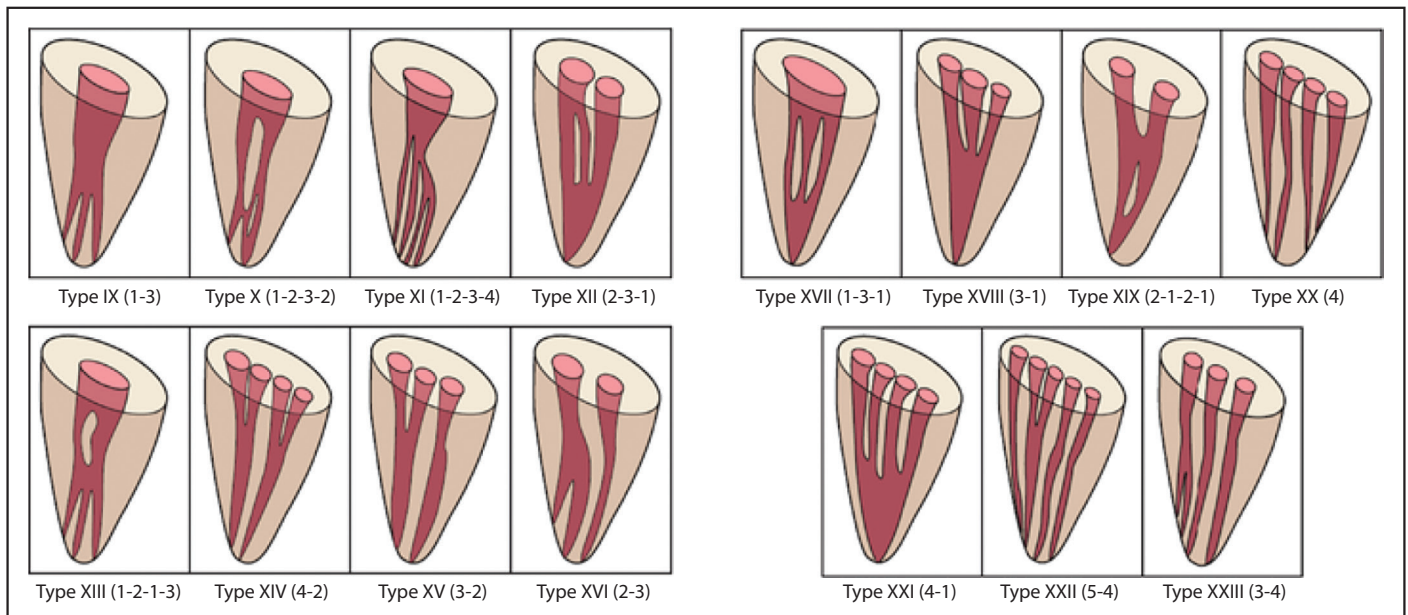 Type IX (1-3)
Type X (1-2-3-2)
Type XI (1-2-3-4)
Type XII (2-3-1)
Type XIII (1-2-1-3)
Type XIV (4-2)
Type XV (3-2)
Type XVI (2-3)
Type XVII (1-3-1)
Type XVIII (3-1)
Type XIX (2-1-2-1)
Type XX (4)
Type XXI (4-1)
Type XXII (5-4)
Type XXIII (3-4)